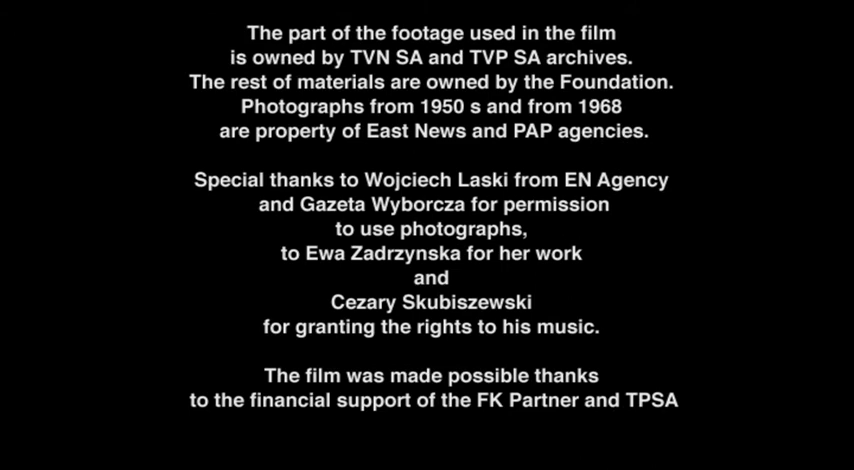 The part of the footage used in the film
is owned by TVN SA and TVP SA archives.
The rest of materials are owned by the Foundation.
Photographs from 1950 s and from 1968
are property of East News and PAP agencies.
Special thanks to Wojciech Laski from EN Agency
and Gazeta Wyborcza for permission
to use photographs,
to Ewa Zadrzynska for her work
and
Cezary Skubiszewski
for granting the rights to his music.
The film was made possible thanks
to the financial support of the FK Partner and TPSA